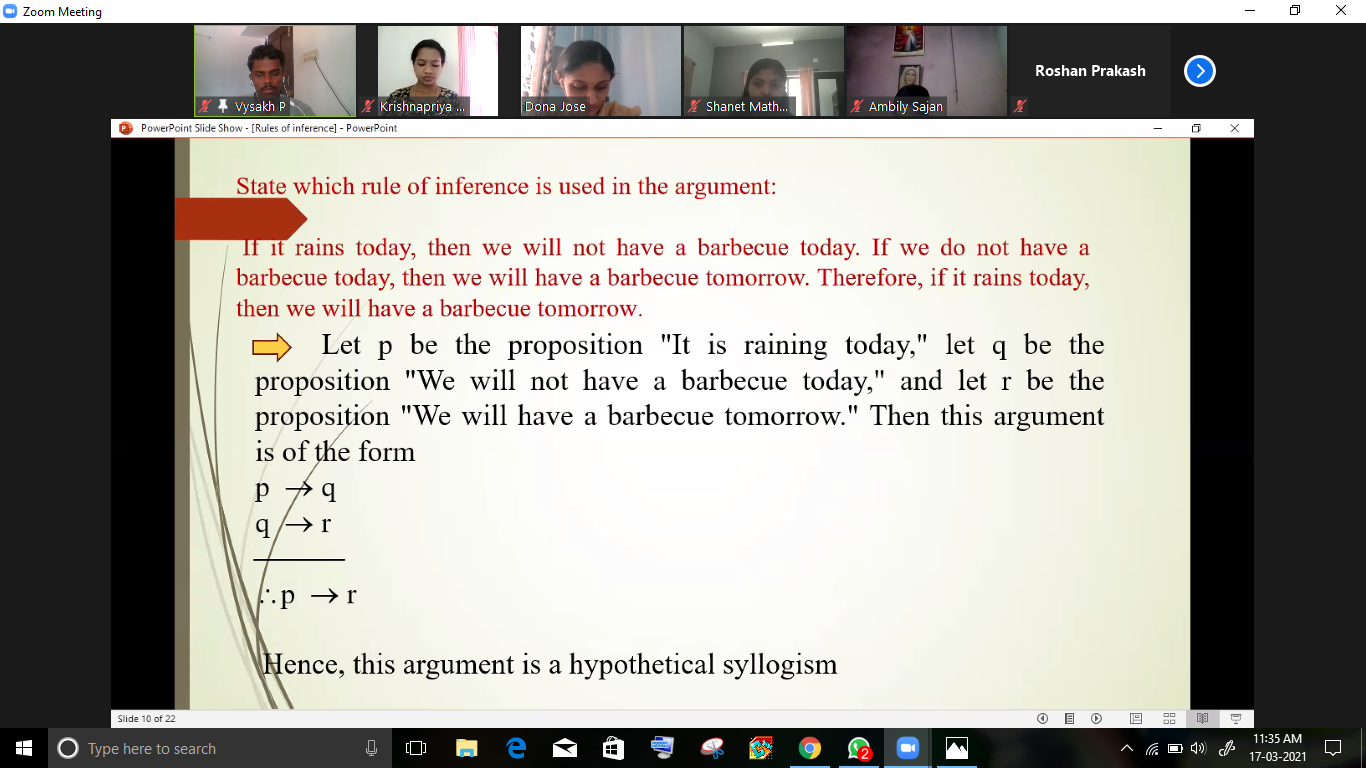 Zoom Meeting
Vysakh P
Krishnapriya ...
Dona Jose
Shanet Math...
Ambily Sajan
Roshan Prakash
PowerPoint Slide Show - [Rules of inference] - PowerPoint
State which rule of inference is used in the argument:
If it rains today, then we will not have a barbecue today. If we do not have a
barbecue today, then we will have a barbecue tomorrow. Therefore, if it rains today,
then we will have a barbecue tomorrow.
Let p be the proposition "It is raining today," let q be the
proposition "We will not have a barbecue today," and let r be the
proposition "We will have a barbecue tomorrow." Then this argument
is of the form
p → q
q → r
∴p → r
Hence, this argument is a hypothetical syllogism
Slide 10 of 22
Type here to search
2
11:35 AM
17-03-2021